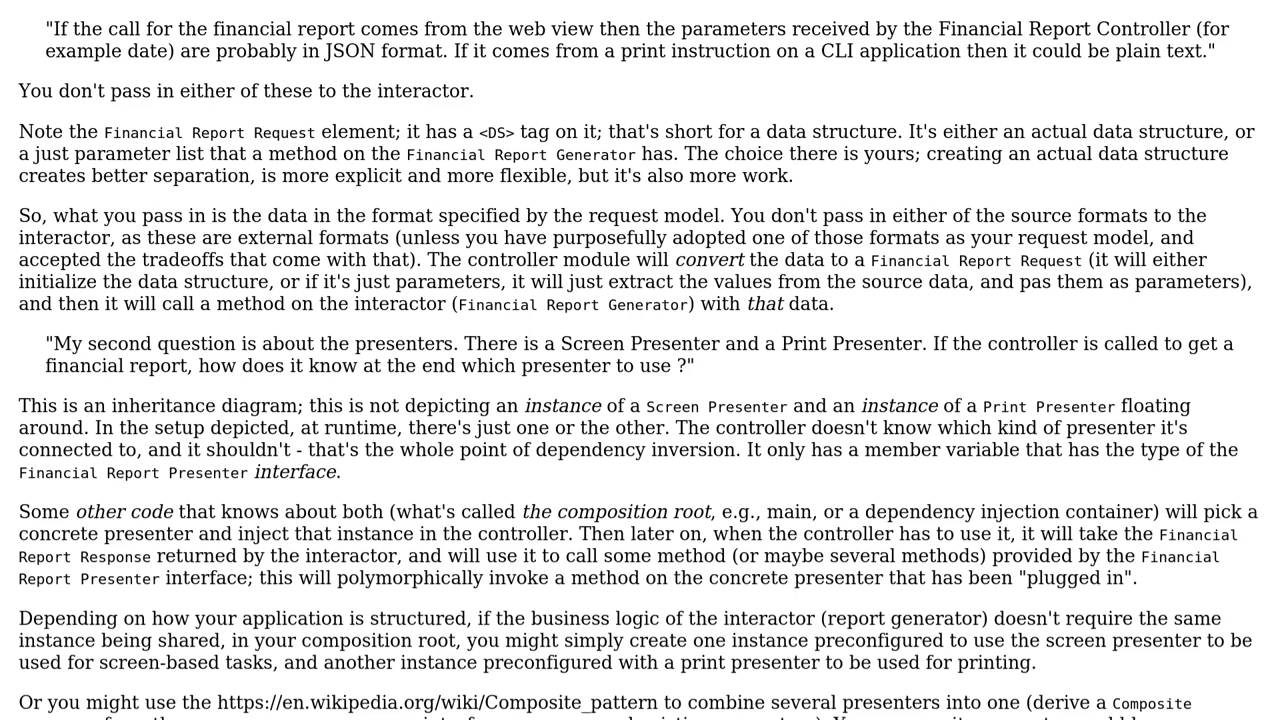 "If the call for the financial report comes from the web view then the parameters received by the Financial Report Controller (for
example date) are probably in JSON format. If it comes from a print instruction on a CLI application then it could be plain text."
You don't pass in either of these to the interactor.
Note the Financial Report Request element; it has a <DS> tag on it; that's short for a data structure. It's either an actual data structure, or
a just parameter list that a method on the Financial Report Generator has. The choice there is yours; creating an actual data structure
creates better separation, is more explicit and more flexible, but it's also more work.
So, what you pass in is the data in the format specified by the request model. You don't pass in either of the source formats to the
interactor, as these are external formats (unless you have purposefully adopted one of those formats as your request model, and
accepted the tradeoffs that come with that). The controller module will convert the data to a Financial Report Request (it will either
initialize the data structure, or if it's just parameters, it will just extract the values from the source data, and pas them as parameters),
and then it will call a method on the interactor (Financial Report Generator) with that data.
"My second question is about the presenters. There is a Screen Presenter and a Print Presenter. If the controller is called to get a
financial report, how does it know at the end which presenter to use ?"
This is an inheritance diagram; this is not depicting an instance of a Screen Presenter and an instance of a Print Presenter floating
around. In the setup depicted, at runtime, there's just one or the other. The controller doesn't know which kind of presenter it's
connected to, and it shouldn't - that's the whole point of dependency inversion. It only has a member variable that has the type of the
Financial Report Presenter interface.
Some other code that knows about both (what's called the composition root, e.g., main, or a dependency injection container) will pick a
concrete presenter and inject that instance in the controller. Then later on, when the controller has to use it, it will take the Financial
Report Response returned by the interactor, and will use it to call some method (or maybe several methods) provided by the Financial
Report Presenter interface; this will polymorphically invoke a method on the concrete presenter that has been "plugged in".
Depending on how your application is structured, if the business logic of the interactor (report generator) doesn't require the same
instance being shared, in your composition root, you might simply create one instance preconfigured to use the screen presenter to be
used for screen-based tasks, and another instance preconfigured with a print presenter to be used for printing.
Or you might use the https://en.wikipedia.org/wiki/Composite_pattern to combine several presenters into one (derive a Composite